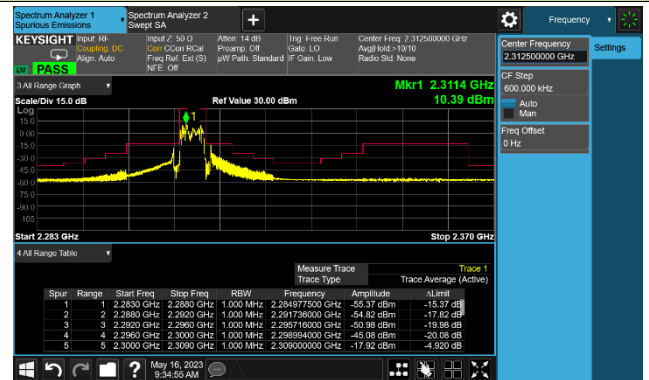 Spectrum Analyzer 1
Spurious Emissions
Spectrum Analyzer 2
Swept SA
+
Frequency
KEYSIGHT
Input: RF
Coupling: DC
Align: Auto
Input Z: 50 Ω
Corr CCorr RCal
Freq Ref: Ext (S)
NFE: Off
Atten: 14 dB
Preamp: Off
µW Path: Standard
Trig: Free Run
Gate: LO
IF Gain: Low
Center Freq: 2.312500000 GHz
Avg|Hold:>10/10
Radio Std: None
PASS
Center Frequency
2.312500000 GHz
Settings
CF Step
600.000 kHz
Auto
Man
Freq Offset
0 Hz
3 All Range Graph
Mkr1 2.3114 GHz
Scale/Div 15.0 dB
Ref Value 30.00 dBm
10.39 dBm
Log
1
15.0
0.00
-15.0
-30.0
-45.0
-60.0
-75.0
-90.0
-105
Start 2.283 GHz
Stop 2.370 GHz
4 All Range Table
Measure Trace Trace 1
Trace Type Trace Average (Active)
Spur Range Start Freq Stop Freq RBW Frequency Amplitude ΔLimit
1 1 2.2830 GHz 2.2880 GHz 1.000 MHz 2.284977500 GHz -55.37 dBm -15.37 dB
2 2 2.2880 GHz 2.2920 GHz 1.000 MHz 2.291736000 GHz -54.82 dBm -17.82 dB
3 3 2.2920 GHz 2.2960 GHz 1.000 MHz 2.295716000 GHz -50.98 dBm -19.98 dB
4 4 2.2960 GHz 2.3000 GHz 1.000 MHz 2.298994000 GHz -45.08 dBm -20.08 dB
5 5 2.3000 GHz 2.3090 GHz 1.000 MHz 2.309000000 GHz -17.92 dBm -4.920 dB
?
May 16, 2023
9:34:55 AM